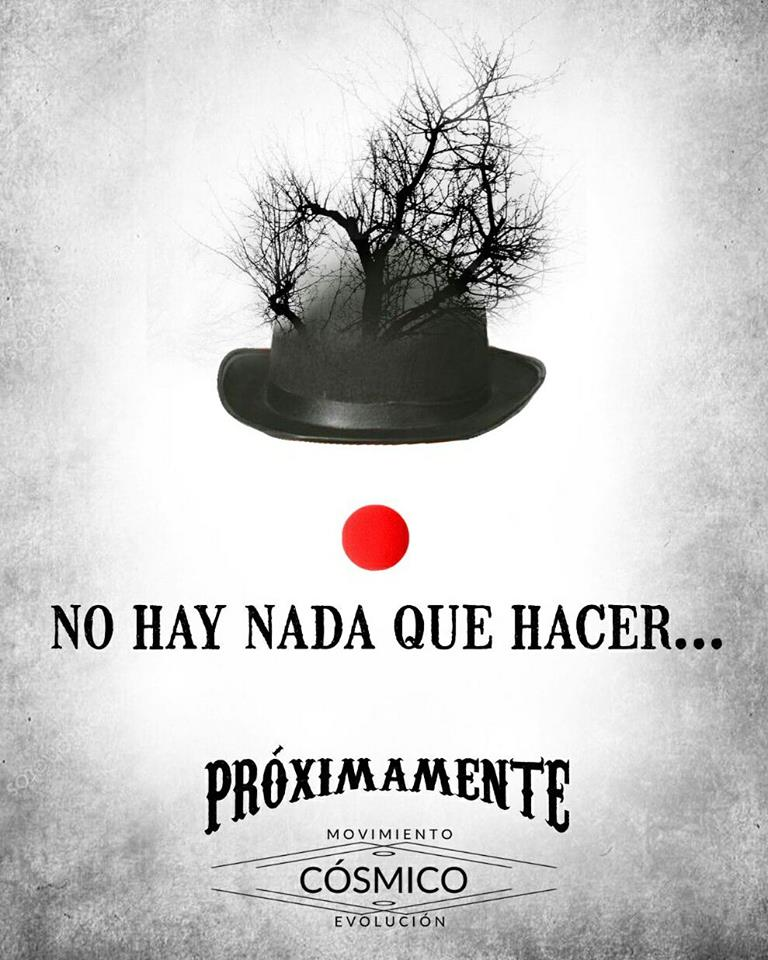 NO HAY NADA QUE HACER...
PRÓXIMAMENTE
MOVIMIENTO
CÓSMICO
EVOLUCIÓN